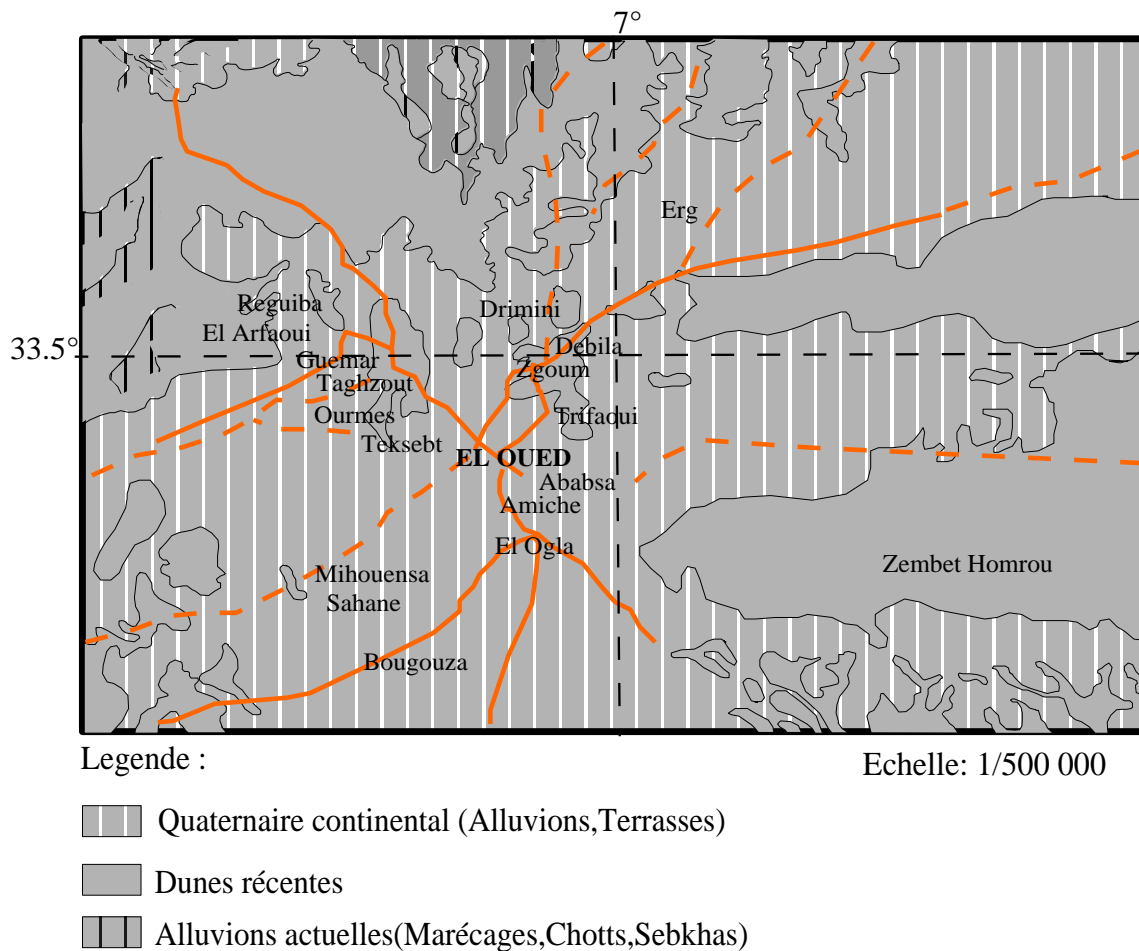 7°
Erg
Reguiba
Drimini
El Arfaoui
33.5°
Debila
Guemar
Zgoum
Taghzout
Ourmes
Trifaoui
Teksebt
EL OUED
Ababsa
Amiche
El Ogla
Zembet Homrou
Mihouensa
Sahane
Bougouza
Legende :
Echelle: 1/500 000
Quaternaire continental (Alluvions,Terrasses)
Dunes récentes
Alluvions actuelles(Marécages,Chotts,Sebkhas)